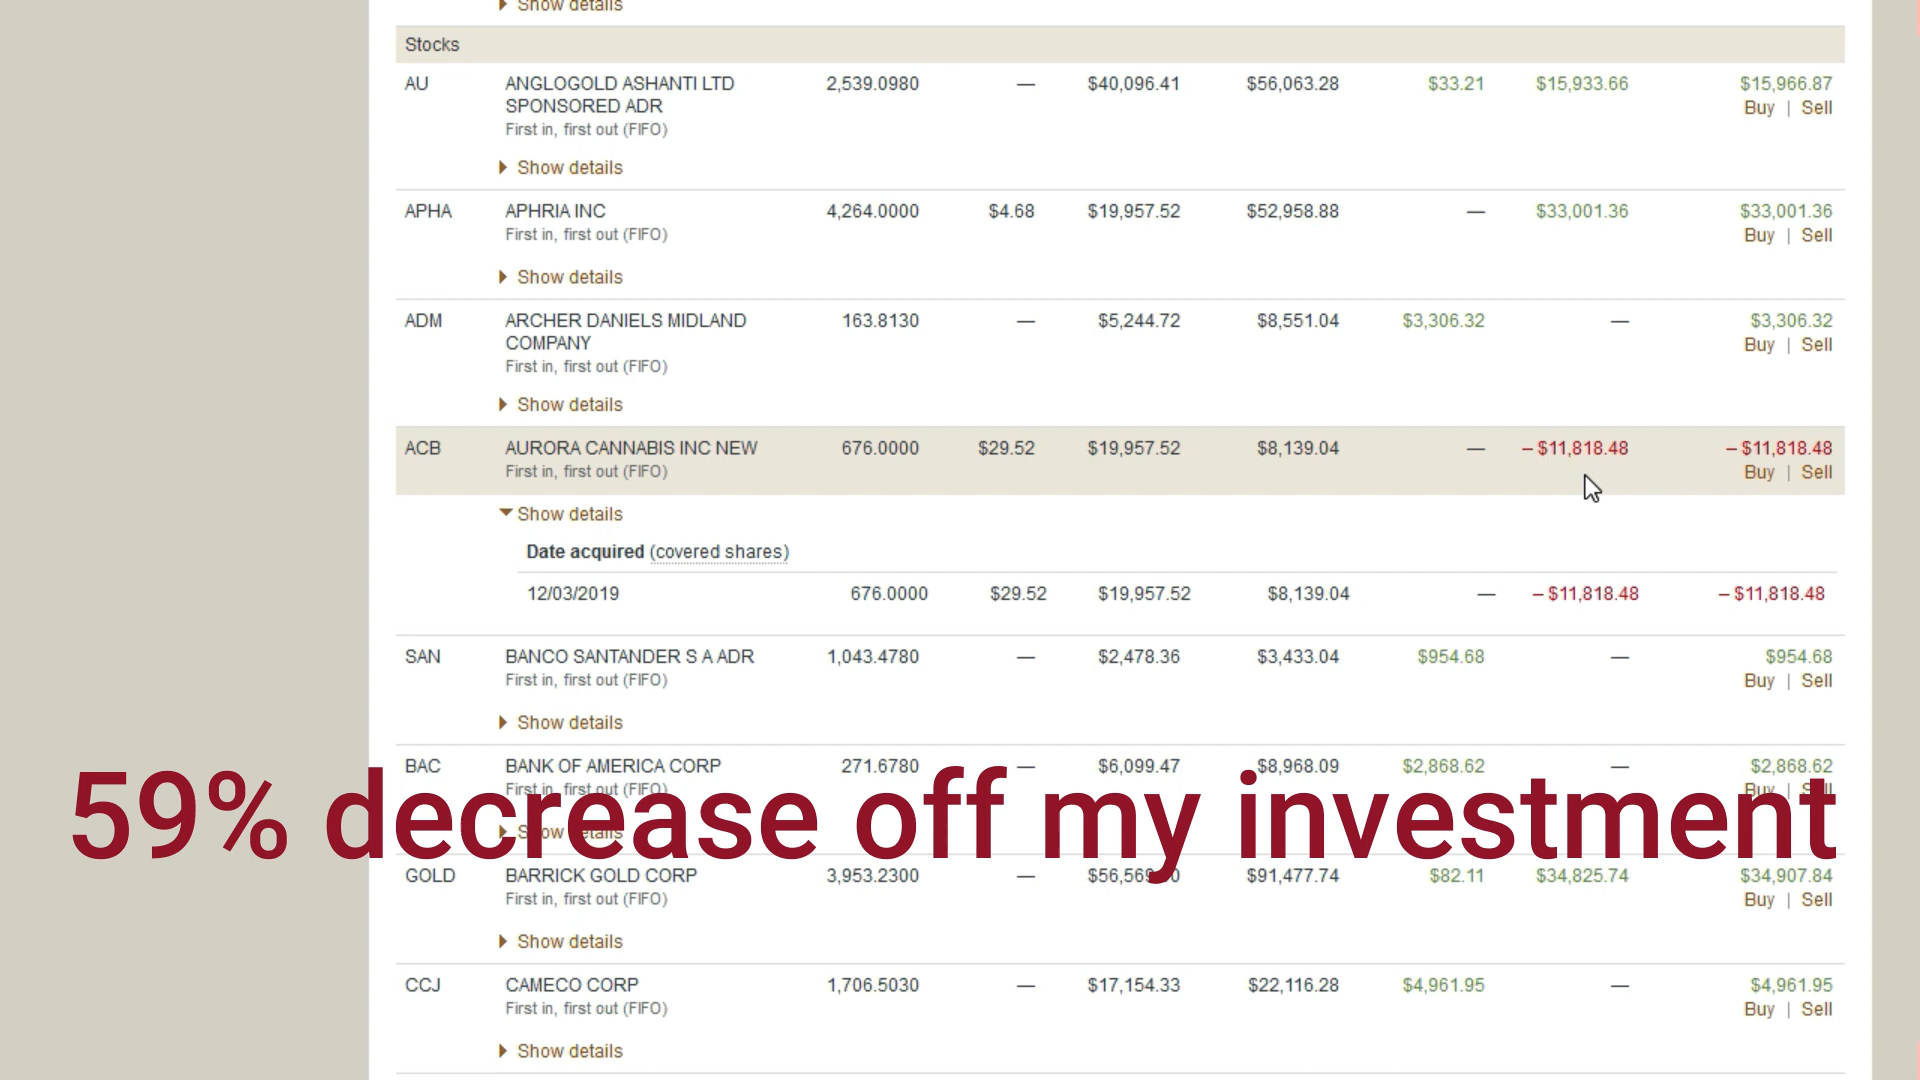 Show details
Stocks
AU ANGLOGOLD ASHANTI LTD 2,539.0980 — $40,096.41 $56,063.28 $33.21 $15,933.66 $15,966.87
SPONSORED ADR Buy | Sell
First in, first out (FIFO)
Show details
APHA APHRIA INC 4,264.0000 $4.68 $19,957.52 $52,958.88 — $33,001.36 $33,001.36
First in, first out (FIFO) Buy | Sell
Show details
ADM ARCHER DANIELS MIDLAND 163.8130 — $5,244.72 $8,551.04 $3,306.32 — $3,306.32
COMPANY Buy | Sell
First in, first out (FIFO)
Show details
ACB AURORA CANNABIS INC NEW 676.0000 $29.52 $19,957.52 $8,139.04 — – $11,818.48 – $11,818.48
First in, first out (FIFO) Buy | Sell
Show details
Date acquired (covered shares)
12/03/2019 676.0000 $29.52 $19,957.52 $8,139.04 — – $11,818.48 – $11,818.48
SAN BANCO SANTANDER S A ADR 1,043.4780 — $2,478.36 $3,433.04 $954.68 — $954.68
First in, first out (FIFO) Buy | Sell
Show details
BAC BANK OF AMERICA CORP 271.6780 — $6,099.47 $8,968.09 $2,868.62 — $2,868.62
First in, first out (FIFO) Buy | Sell
Show details
59% decrease off my investment
GOLD BARRICK GOLD CORP 3,953.2300 — $91,477.74 $82.11 $34,825.74 $34,907.84
First in, first out (FIFO) Buy | Sell
Show details
CCJ CAMECO CORP 1,706.5030 — $17,154.33 $22,116.28 $4,961.95 — $4,961.95
First in, first out (FIFO) Buy | Sell
Show details